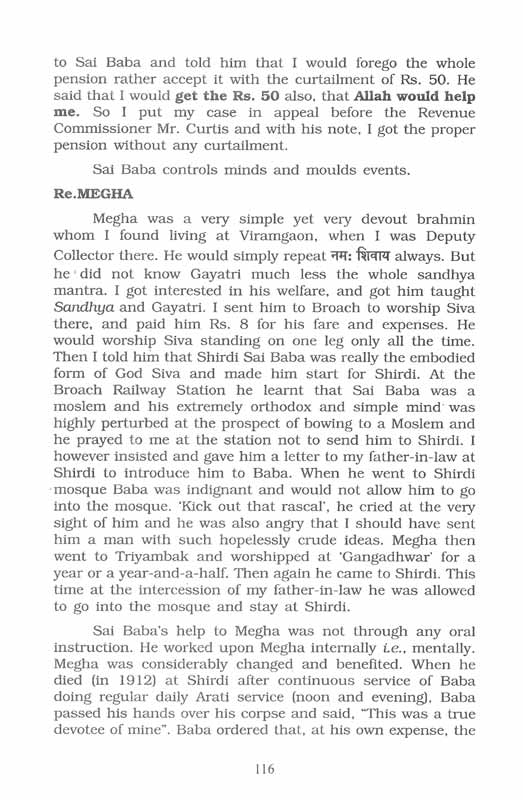 to Sai Baba and told him that I would forego the whole
pension rather accept it with the curtailment of Rs. 50. He
said that I would get the Rs. 50 also, that Allah would help
me. So I put my case in appeal before the Revenue
Commissioner Mr. Curtis and with his note, I got the proper
pension without any curtailment.
Sai Baba controls minds and moulds events.
Re.MEGHA
Megha was a very simple yet very devout brahmin
whom I found living at Viramgaon, when I was Deputy
Collector there. He would simply repeat नम: शिवाय always. But
he did not know Gayatri much less the whole sandhya
mantra. I got interested in his welfare, and got him taught
Sandhya and Gayatri. I sent him to Broach to worship Siva
there, and paid him Rs. 8 for his fare and expenses. He
would worship Siva standing on one leg only all the time.
Then I told him that Shirdi Sai Baba was really the embodied
form of God Siva and made him start for Shirdi. At the
Broach Railway Station he learnt that Sai Baba was a
moslem and his extremely orthodox and simple mind was
highly perturbed at the prospect of bowing to a Moslem and
he prayed to me at the station not to send him to Shirdi. I
however insisted and gave him a letter to my father-in-law at
Shirdi to introduce him to Baba. When he went to Shirdi
mosque Baba was indignant and would not allow him to go
into the mosque. 'Kick out that rascal', he cried at the very
sight of him and he was also angry that I should have sent
him a man with such hopelessly crude ideas. Megha then
went to Triyambak and worshipped at 'Gangadhwar' for a
year or a year-and-a-half. Then again he came to Shirdi. This
time at the intercession of my father-in-law he was allowed
to go into the mosque and stay at Shirdi.
Sai Baba's help to Megha was not through any oral
instruction. He worked upon Megha internally i.e., mentally.
Megha was considerably changed and benefited. When he
died (in 1912) at Shirdi after continuous service of Baba
doing regular daily Arati service (noon and evening), Baba
passed his hands over his corpse and said, "This was a true
devotee of mine". Baba ordered that, at his own expense, the
116